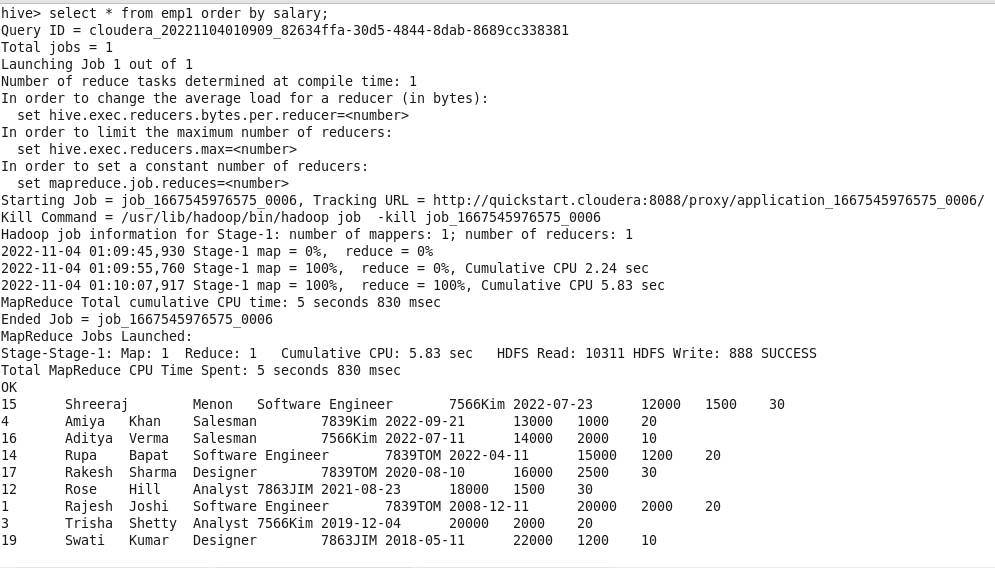 hive> select * from emp1 order by salary;
Query ID = cloudera_20221104010909_82634ffa-30d5-4844-8dab-8689cc338381
Total jobs = 1
Launching Job 1 out of 1
Number of reduce tasks determined at compile time: 1
In order to change the average load for a reducer (in bytes):
  set hive.exec.reducers.bytes.per.reducer=<number>
In order to limit the maximum number of reducers:
  set hive.exec.reducers.max=<number>
In order to set a constant number of reducers:
  set mapreduce.job.reduces=<number>
Starting Job = job_1667545976575_0006, Tracking URL = http://quickstart.cloudera:8088/proxy/application_1667545976575_0006/
Kill Command = /usr/lib/hadoop/bin/hadoop job  -kill job_1667545976575_0006
Hadoop job information for Stage-1: number of mappers: 1; number of reducers: 1
2022-11-04 01:09:45,930 Stage-1 map = 0%,  reduce = 0%
2022-11-04 01:09:55,760 Stage-1 map = 100%,  reduce = 0%, Cumulative CPU 2.24 sec
2022-11-04 01:10:07,917 Stage-1 map = 100%,  reduce = 100%, Cumulative CPU 5.83 sec
MapReduce Total cumulative CPU time: 5 seconds 830 msec
Ended Job = job_1667545976575_0006
MapReduce Jobs Launched:
Stage-Stage-1: Map: 1  Reduce: 1   Cumulative CPU: 5.83 sec   HDFS Read: 10311 HDFS Write: 888 SUCCESS
Total MapReduce CPU Time Spent: 5 seconds 830 msec
OK
15      Shreeraj        Menon   Software Engineer       7566Kim 2022-07-23      12000   1500    30
4       Amiya   Khan    Salesman        7839Kim 2022-09-21      13000   1000    20
16      Aditya  Verma   Salesman        7566Kim 2022-07-11      14000   2000    10
14      Rupa    Bapat   Software Engineer       7839TOM 2022-04-11      15000   1200    20
17      Rakesh  Sharma  Designer        7839TOM 2020-08-10      16000   2500    30
12      Rose    Hill    Analyst 7863JIM 2021-08-23      18000   1500    30
1       Rajesh  Joshi   Software Engineer       7839TOM 2008-12-11      20000   2000    20
3       Trisha  Shetty  Analyst 7566Kim 2019-12-04      20000   2000    20
19      Swati   Kumar   Designer        7863JIM 2018-05-11      22000   1200    10